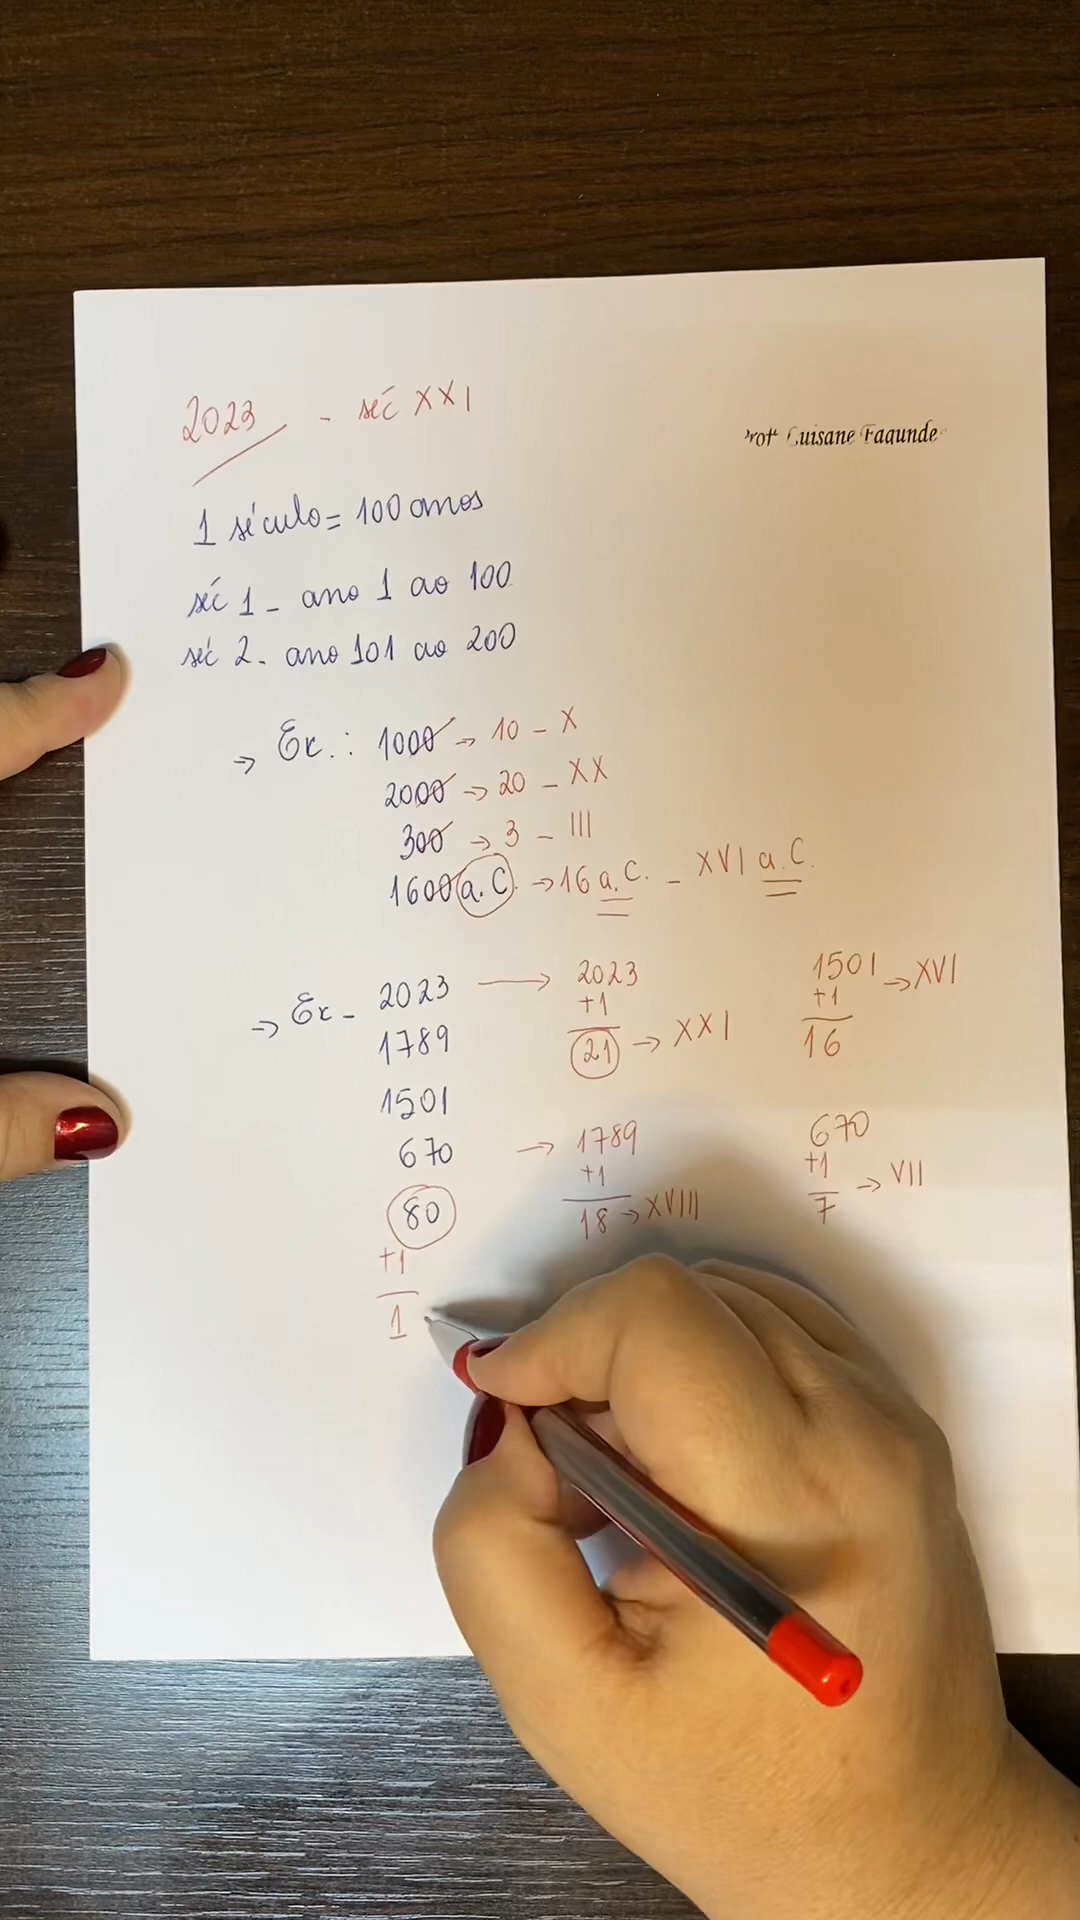 2023 - séc XXI
Profª Luisane Fagunde
1 século = 100 anos
séc 1 - ano 1 ao 100
séc 2 - ano 101 ao 200
→ Ex.: 1000 → 10 - X
2000 → 20 - XX
300 → 3 - III
1600 a.C. → 16 a.C. - XVI a.C.
→ Ex - 2023 → 2023
+1
21 → XXI
1501 → XVI
+1
16
1789
1501
670 → 1789
+1
18 → XVIII
670
+1
7 → VII
80
+1
1